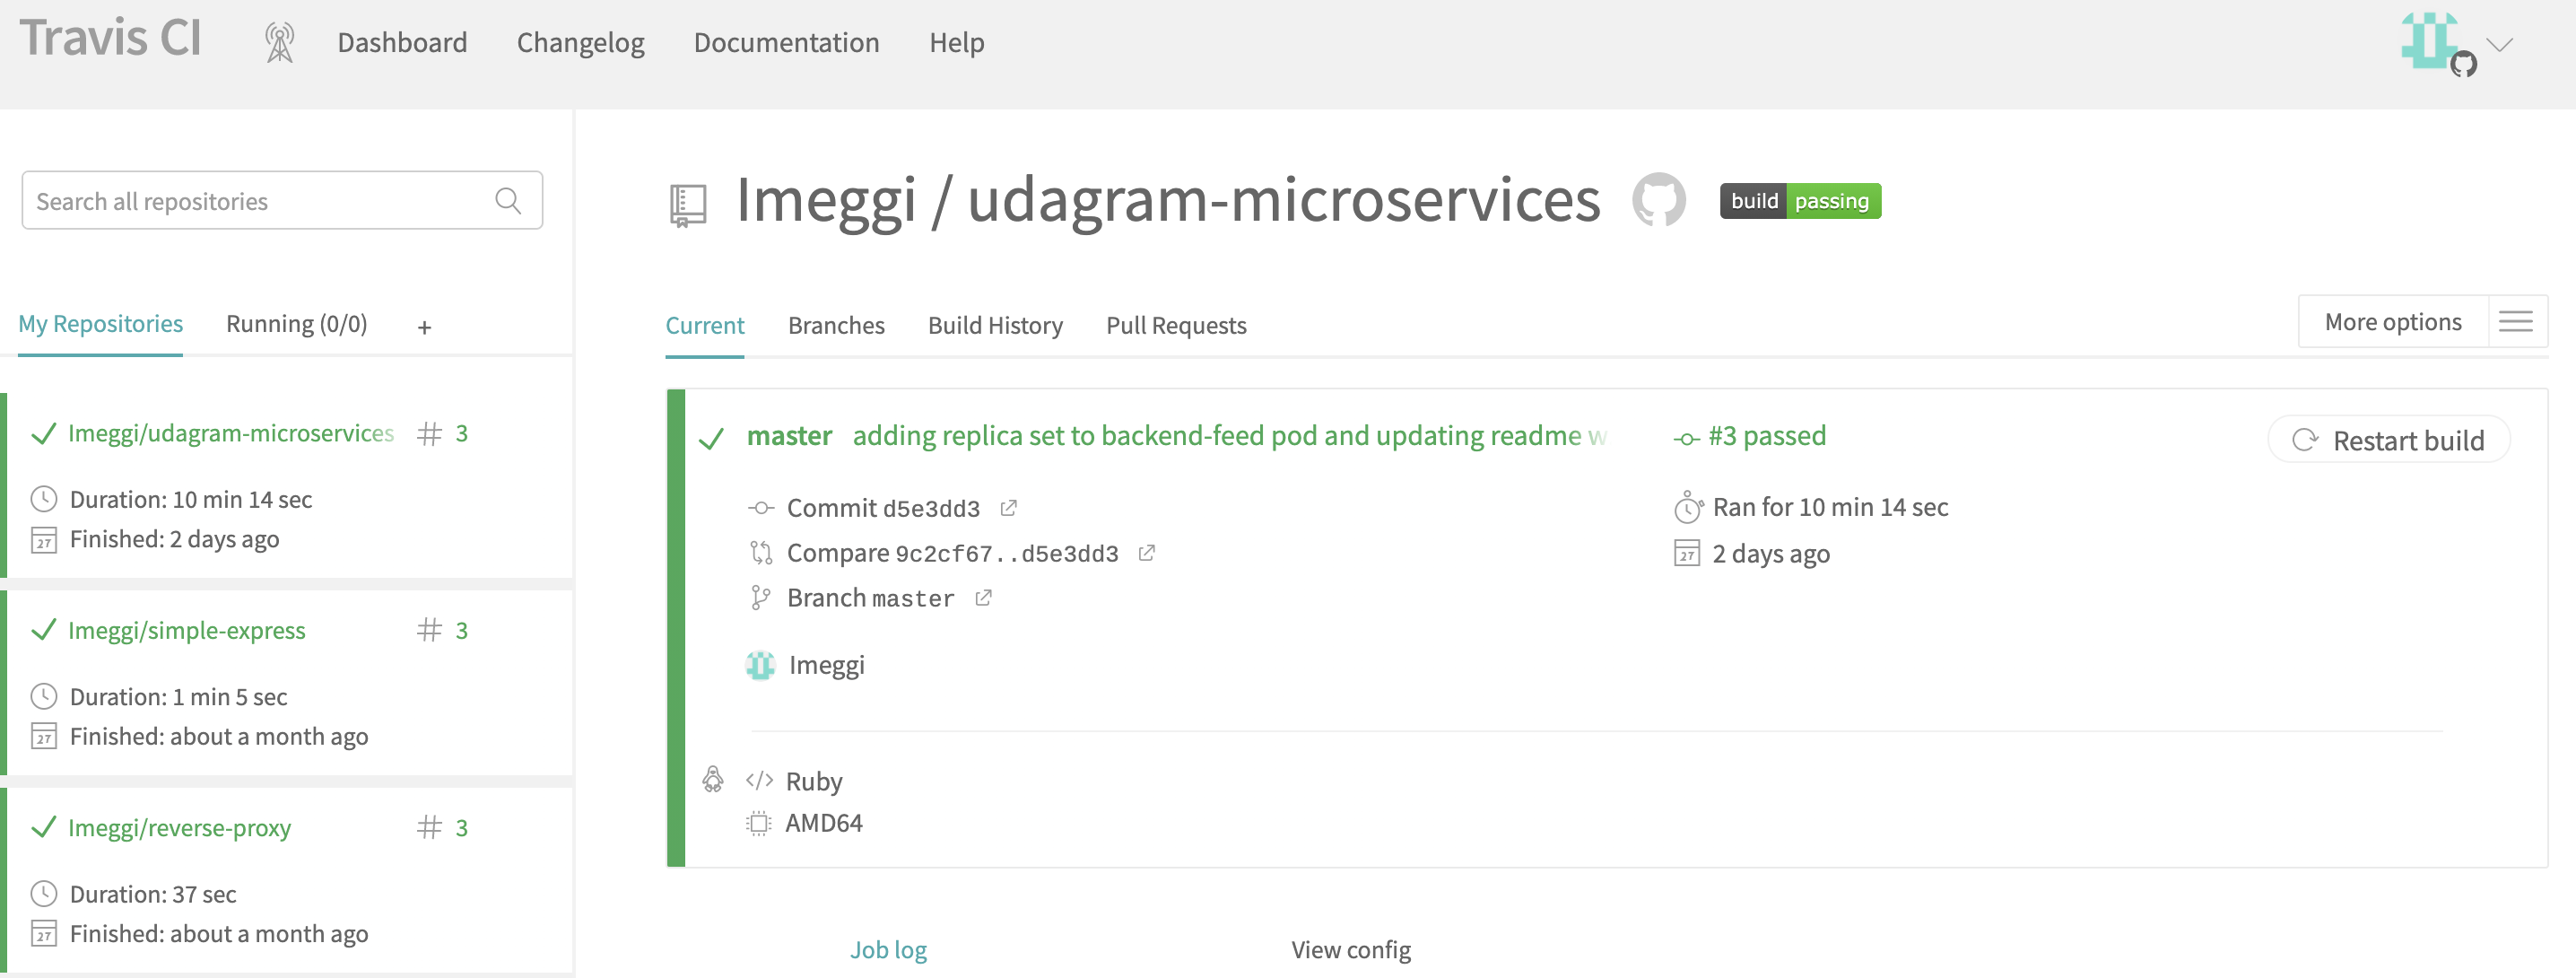 Travis CI
Dashboard
Changelog
Documentation
Help
Search all repositories
My Repositories
Running (0/0)
+
Imeggi/udagram-microservices
# 3
Duration: 10 min 14 sec
27
Finished: 2 days ago
Imeggi/simple-express
# 3
Duration: 1 min 5 sec
27
Finished: about a month ago
Imeggi/reverse-proxy
# 3
Duration: 37 sec
27
Finished: about a month ago
Imeggi / udagram-microservices
build passing
Current
Branches
Build History
Pull Requests
More options
master adding replica set to backend-feed pod and updating readme w
#3 passed
Restart build
Commit d5e3dd3
Compare 9c2cf67..d5e3dd3
Branch master
Ran for 10 min 14 sec
27
2 days ago
Imeggi
</> Ruby
AMD64
Job log
View config